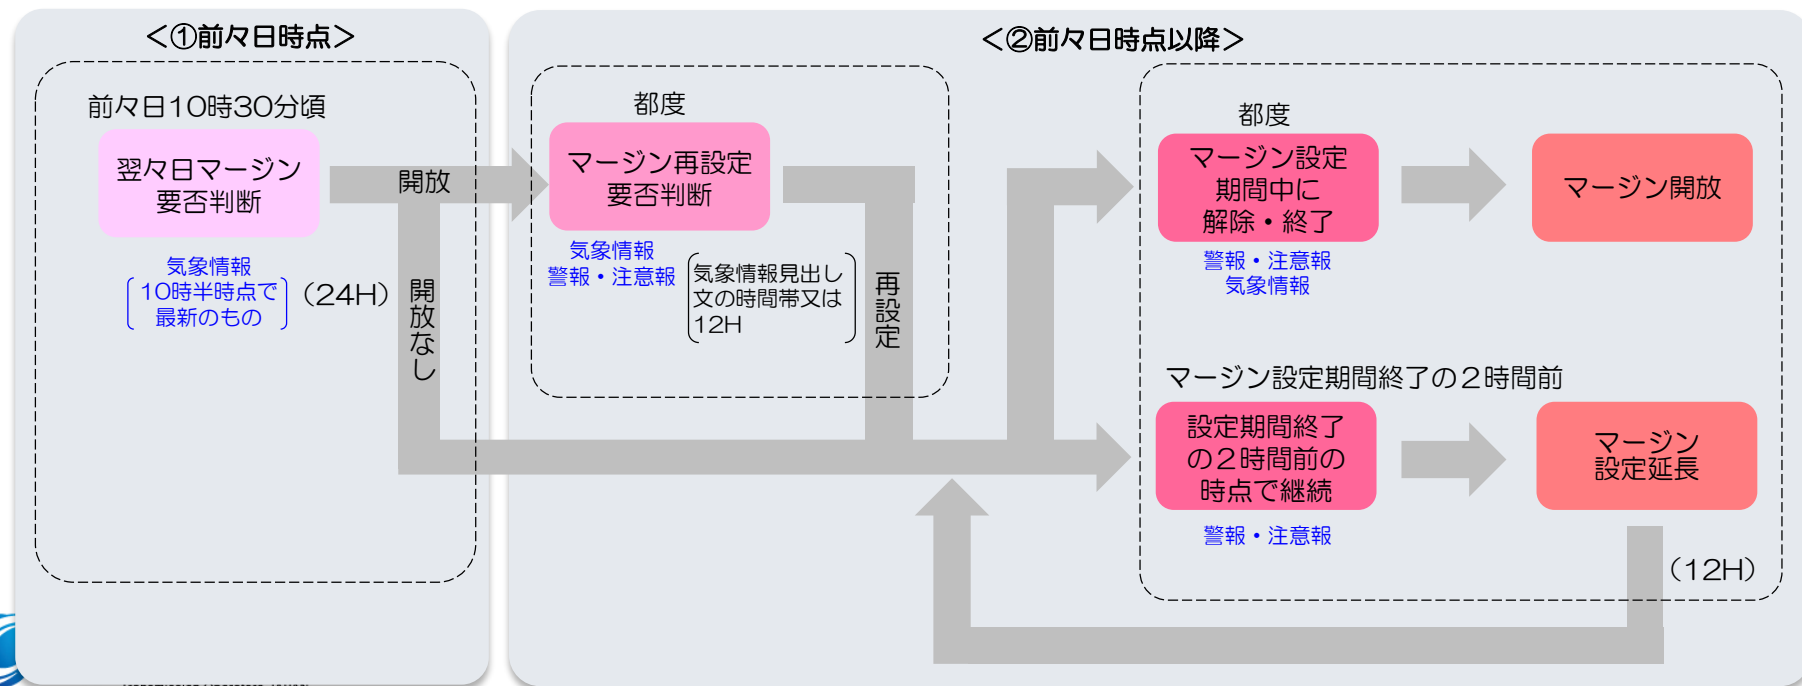 ＜①前々日時点＞
前々日10時30分頃
翌々日マージン
要否判断
気象情報
10時半時点で
最新のもの
（24H）
開放
開放なし
＜②前々日時点以降＞
都度
マージン再設定
要否判断
気象情報
警報・注意報
気象情報見出し
文の時間帯又は
12H
再設定
都度
マージン設定
期間中に
解除・終了
警報・注意報
気象情報
マージン開放
マージン設定期間終了の２時間前
設定期間終了
の２時間前の
時点で継続
警報・注意報
マージン
設定延長
（12H）